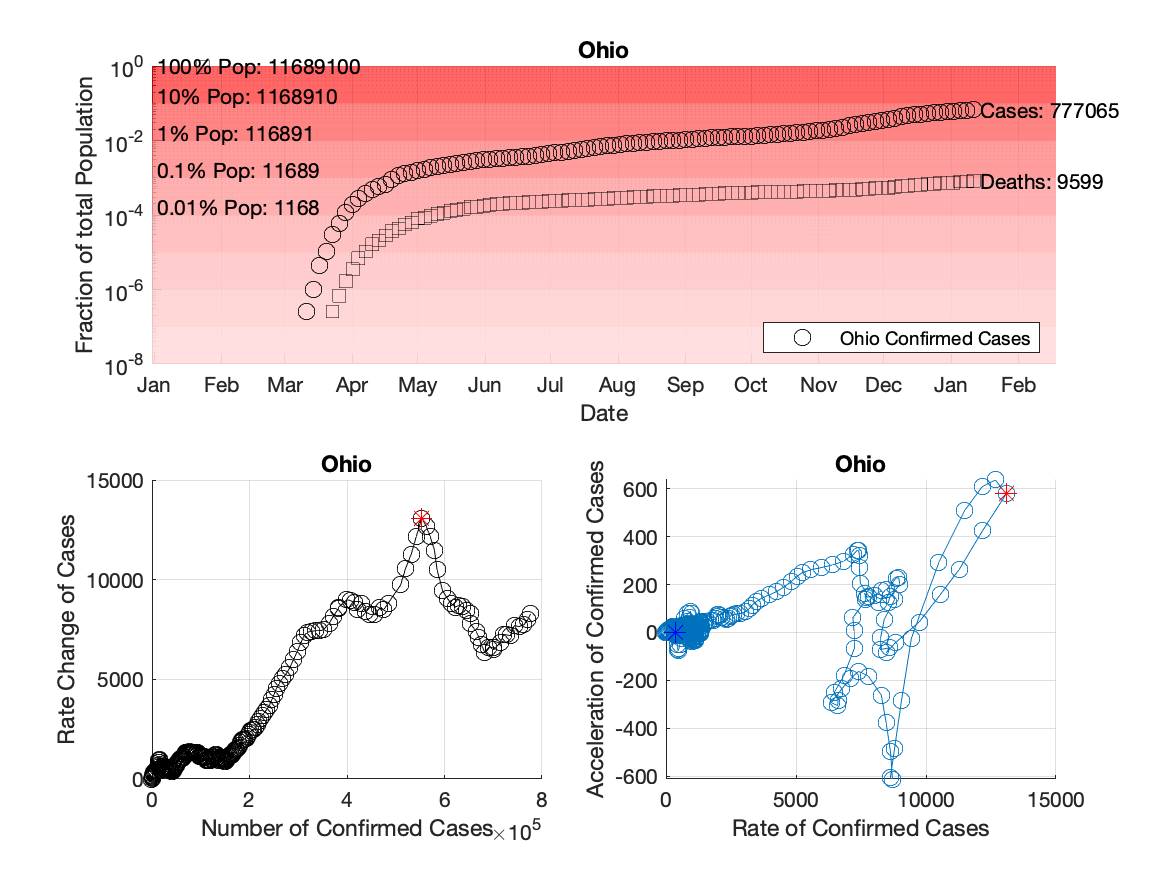 Ohio
Fraction of total Population
10^0
10^-2
10^-4
10^-6
10^-8
100% Pop: 11689100
10% Pop: 1168910
1% Pop: 116891
0.1% Pop: 11689
0.01% Pop: 1168
Cases: 777065
Deaths: 9599
Ohio Confirmed Cases
Jan Feb Mar Apr May Jun Jul Aug Sep Oct Nov Dec Jan Feb
Date
Ohio
Rate Change of Cases
15000
10000
5000
0
0 2 4 6 8
Number of Confirmed Cases
×10^5
Ohio
Acceleration of Confirmed Cases
600
400
200
0
-200
-400
-600
0 5000 10000 15000
Rate of Confirmed Cases